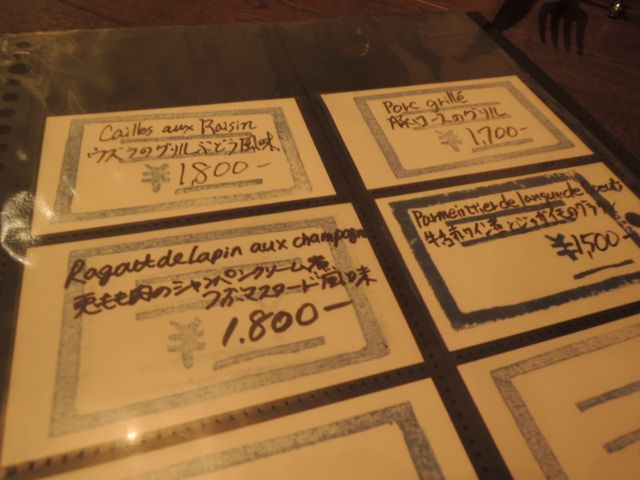 Cailles aux Raisin
ウズラのグリルぶどう風味
¥1800-
Porc grillé
豚ロースのグリル
¥1,700-
Ragout de lapin aux champagne
兎もも肉のシャンペンクリーム煮
つぶマスタード風味
¥1.800-
Parmentier de langue de boeuf
牛舌赤ワイン煮とジャガイモのグラタン
¥1,500-